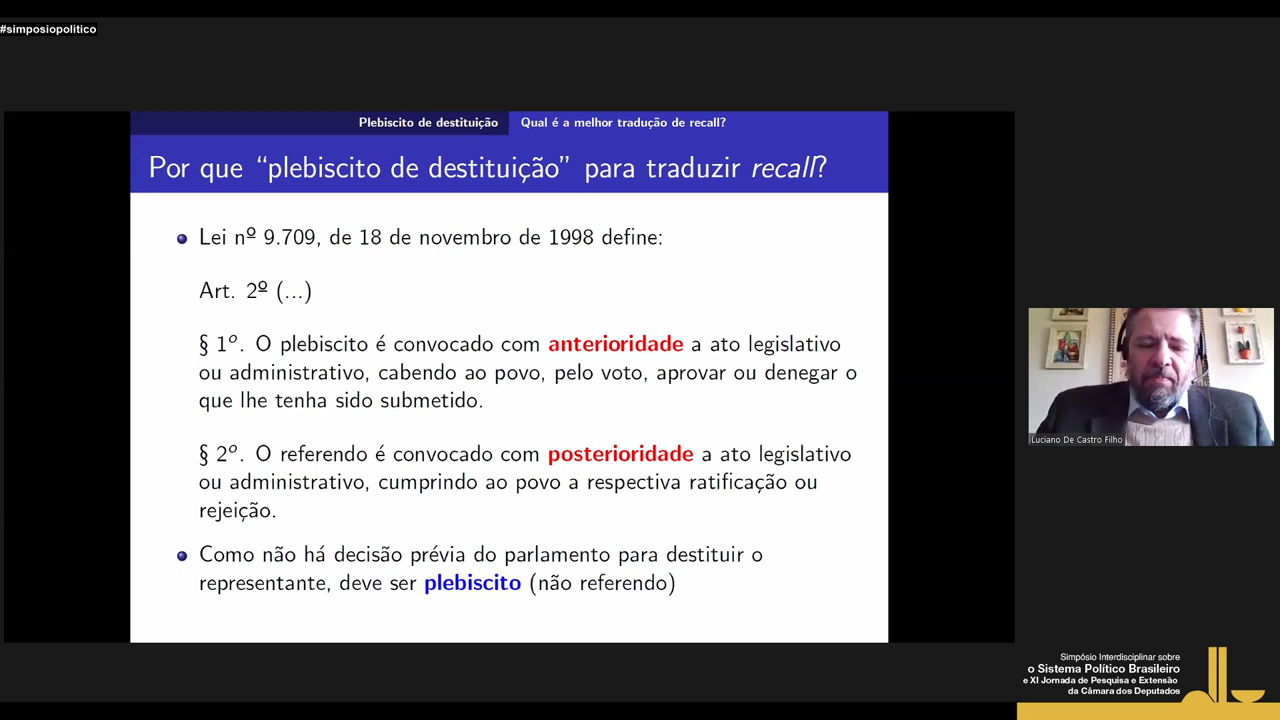 #simposiopolitico
Plebiscito de destituição
Qual é a melhor tradução de recall?
Por que “plebiscito de destituição” para traduzir recall?
Lei nº 9.709, de 18 de novembro de 1998 define:
Art. 2º (...)
§ 1º. O plebiscito é convocado com anterioridade a ato legislativo
ou administrativo, cabendo ao povo, pelo voto, aprovar ou denegar o
que lhe tenha sido submetido.
§ 2º. O referendo é convocado com posterioridade a ato legislativo
ou administrativo, cumprindo ao povo a respectiva ratificação ou
rejeição.
Como não há decisão prévia do parlamento para destituir o
representante, deve ser plebiscito (não referendo)
Luciano De Castro Filho
Simpósio Interdisciplinar sobre
o Sistema Político Brasileiro
e XI Jornada de Pesquisa e Extensão
da Câmara dos Deputados